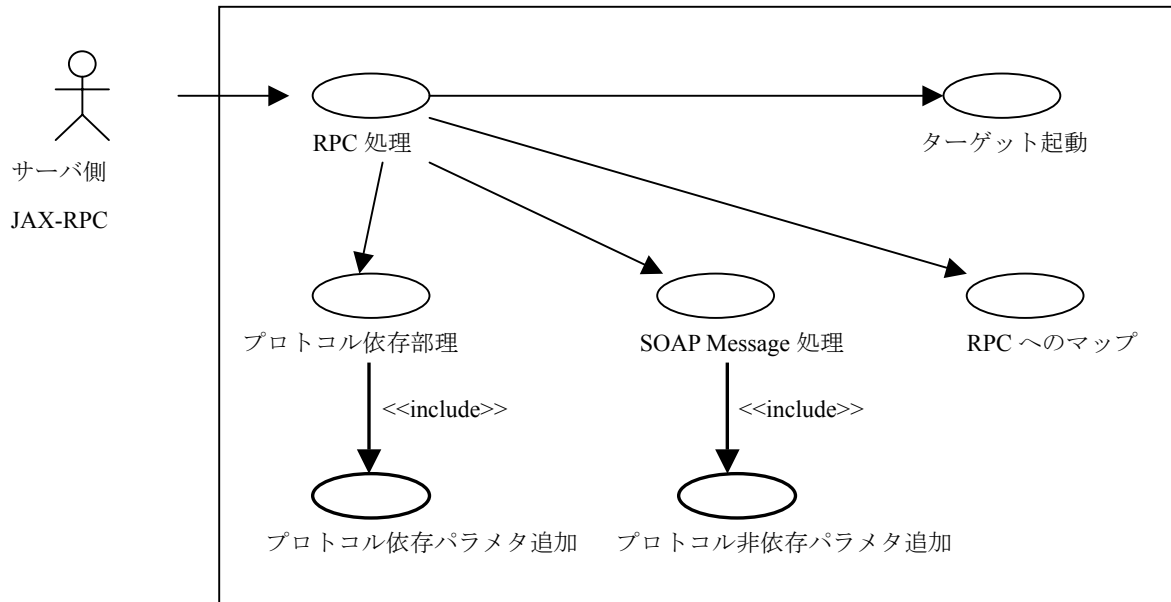 サーバ側
JAX-RPC
RPC 処理
ターゲット起動
プロトコル依存部理
SOAP Message 処理
RPC へのマップ
<<include>>
<<include>>
プロトコル依存パラメタ追加
プロトコル非依存パラメタ追加